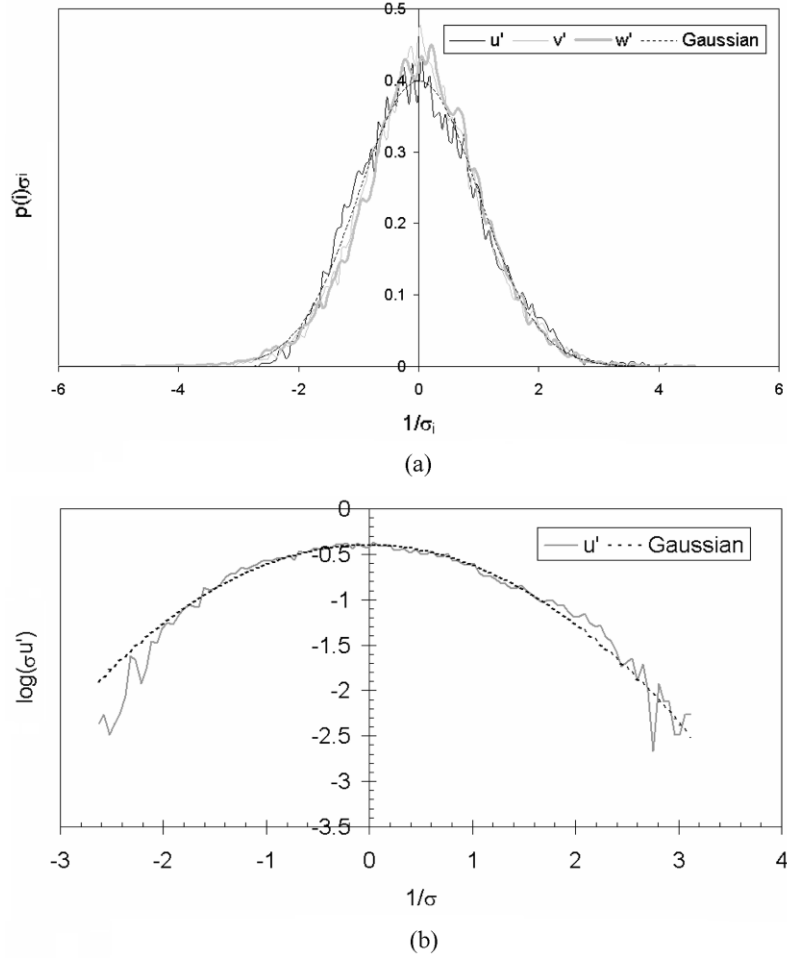 0.5
u' v' w' Gaussian
0.4
0.3
p(i)σi
0.2
0.1
0
-6 -4 -2 0 2 4 6
1/σi
(a)
0
u' Gaussian
-0.5
-1
log(σu')
-1.5
-2
-2.5
-3
-3.5
-3 -2 -1 0 1 2 3 4
1/σ
(b)